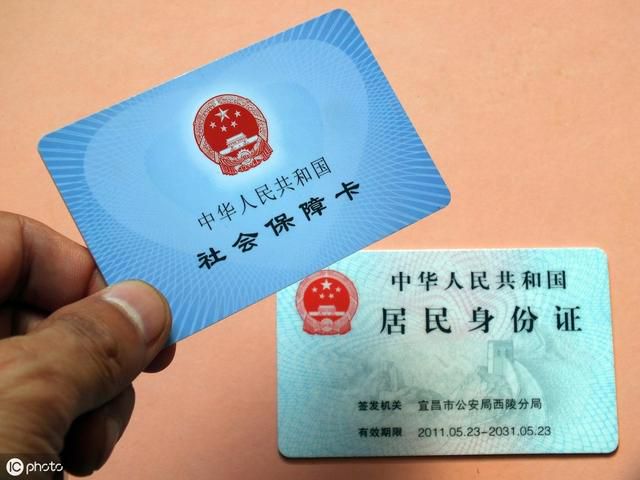 中华人民共和国
社会保障卡
中华人民共和国
居民身份证
签发机关 宜昌市公安局西陵分局
有效期限 2011.05.23-2031.05.23
IC photo